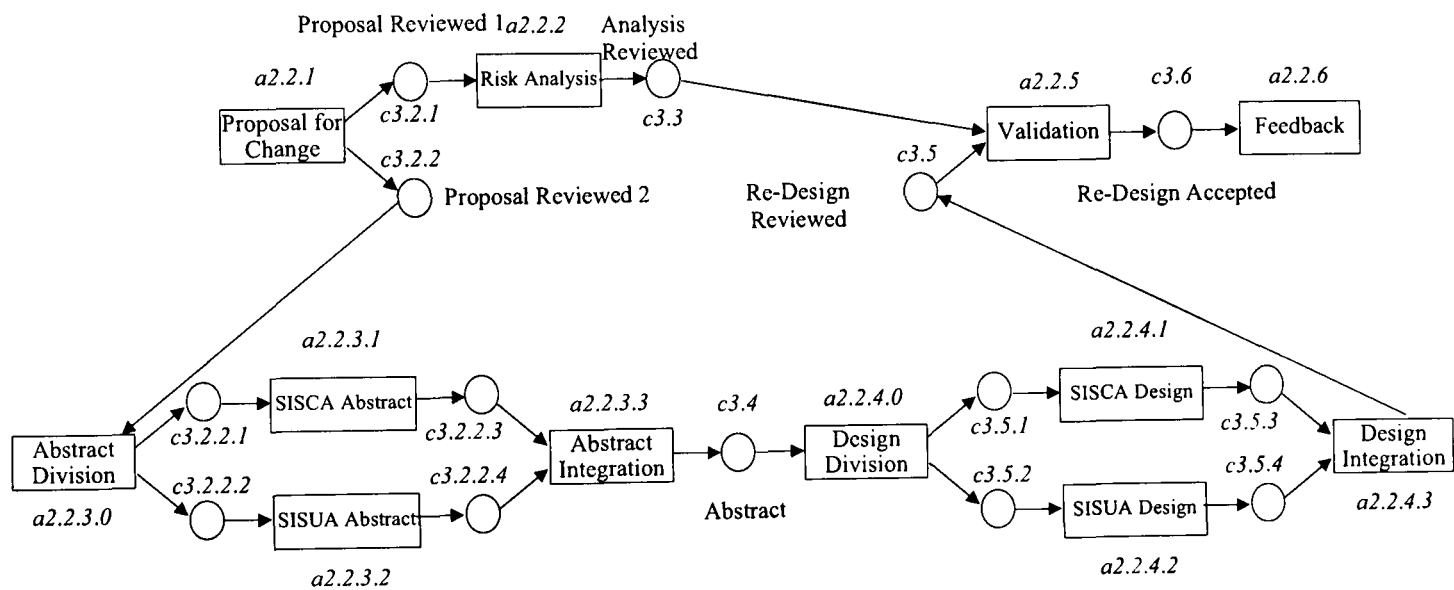 Proposal Reviewed 1
a2.2.2
Analysis
Reviewed
a2.2.1
Risk Analysis
c3.2.1
c3.3
Proposal for
Change
c3.2.2
Proposal Reviewed 2
a2.2.5
c3.6
a2.2.6
Validation
Feedback
c3.5
Re-Design
Reviewed
Re-Design Accepted
a2.2.3.1
SISCA Abstract
c3.2.2.1
c3.2.2.3
Abstract
Division
c3.2.2.2
c3.2.2.4
a2.2.3.0
SISUA Abstract
a2.2.3.2
a2.2.3.3
Abstract
Integration
c3.4
Abstract
a2.2.4.0
Design
Division
a2.2.4.1
SISCA Design
c3.5.1
c3.5.3
c3.5.2
c3.5.4
SISUA Design
a2.2.4.2
Design
Integration
a2.2.4.3